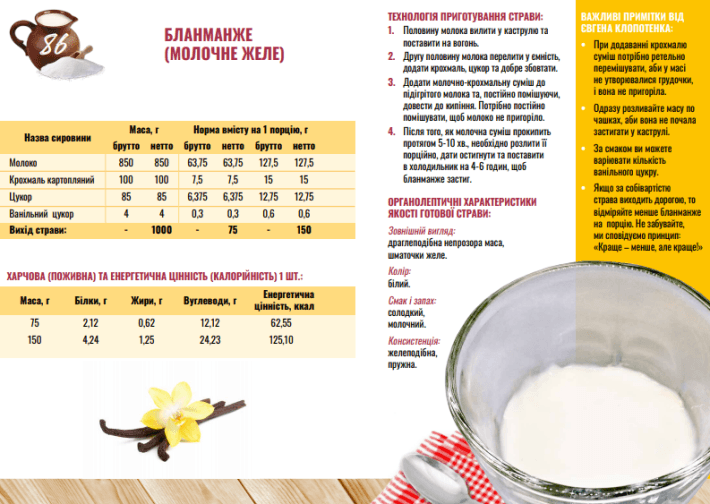 86
БЛАНМАНЖЕ
(МОЛОЧНЕ ЖЕЛЕ)
Назва сировини Маса, г Норма вмісту на 1 порцію, г
брутто нетто брутто нетто брутто нетто
Молоко 850 850 63,75 63,75 127,5 127,5
Крохмаль картопляний 100 100 7,5 7,5 15 15
Цукор 85 85 6,375 6,375 12,75 12,75
Ванільний цукор 4 4 0,3 0,3 0,6 0,6
Вихід страви: - 1000 - 75 - 150
ХАРЧОВА (ПОЖИВНА) ТА ЕНЕРГЕТИЧНА ЦІННІСТЬ (КАЛОРІЙНІСТЬ) 1 ШТ.:
Маса, г Білки, г Жири, г Вуглеводи, г Енергетична
цінність, ккал
75 2,12 0,62 12,12 62,55
150 4,24 1,25 24,23 125,10
ТЕХНОЛОГІЯ ПРИГОТУВАННЯ СТРАВИ:
1. Половину молока вилити у каструлю та
поставити на вогонь.
2. Другу половину молока перелити у ємність,
додати крохмаль, цукор та добре збовтати.
3. Додати молочно-крохмальну суміш до
підігрітого молока та, постійно помішуючи,
довести до кипіння. Потрібно постійно
помішувати, щоб молоко не пригоріло.
4. Після того, як молочна суміш прокипить
протягом 5-10 хв., необхідно розлити її
порційно, дати остигнути та поставити
в холодильник на 4-6 годин, щоб
бланманже застиг.
ОРГАНОЛЕПТИЧНІ ХАРАКТЕРИСТИКИ
ЯКОСТІ ГОТОВОЇ СТРАВИ:
Зовнішній вигляд:
драглеподібна непрозора маса,
шматочки желе.
Колір:
білий.
Смак і запах:
солодкий,
молочний.
Консистенція:
желеподібна,
пружна.
ВАЖЛИВІ ПРИМІТКИ ВІД
ЄВГЕНА КЛОПОТЕНКА:
• При додаванні крохмалю
суміш потрібно ретельно
перемішувати, аби у масі
не утворювалися грудочки,
і вона не пригоріла.
• Одразу розливайте масу по
чашках, аби вона не почала
застигати у каструлі.
• За смаком ви можете
варіювати кількість
ванільного цукру.
• Якщо за собівартістю
страва виходить дорогою, то
відміряйте менше бланманже
на порцію. Не забувайте,
ми сповідуємо принцип:
«Краще – менше, але краще!»